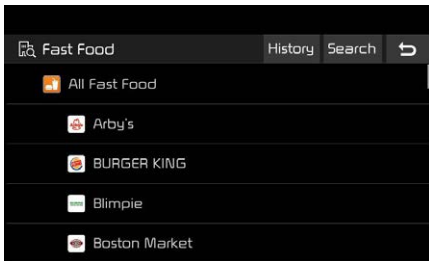 Fast Food History Search
All Fast Food
Arby's
BURGER KING
Blimpie
Boston Market